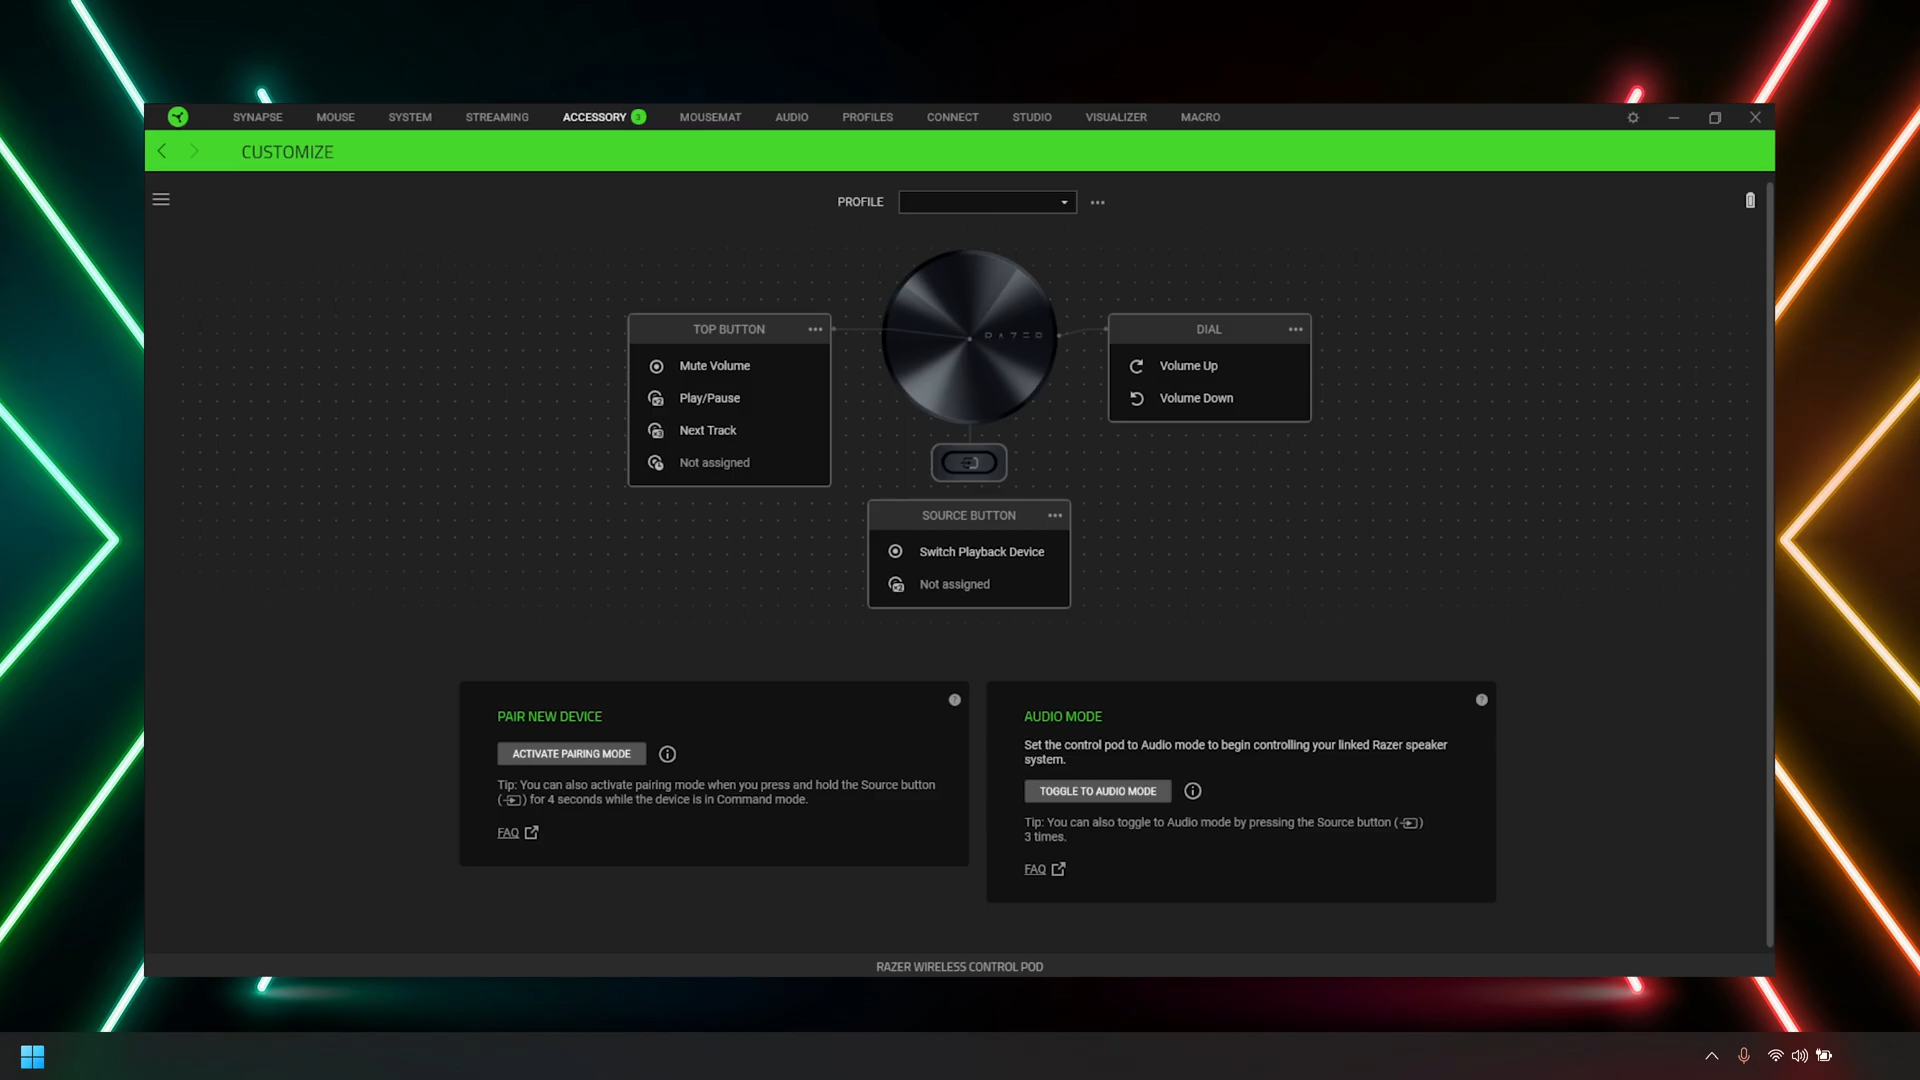 SYNAPSE MOUSE SYSTEM STREAMING ACCESSORY 3 MOUSEMAT AUDIO PROFILES CONNECT STUDIO VISUALIZER MACRO
CUSTOMIZE
PROFILE
RAZER
TOP BUTTON
Mute Volume
Play/Pause
Next Track
Not assigned
DIAL
Volume Up
Volume Down
SOURCE BUTTON
Switch Playback Device
Not assigned
PAIR NEW DEVICE
ACTIVATE PAIRING MODE
Tip: You can also activate pairing mode when you press and hold the Source button
( ) for 4 seconds while the device is in Command mode.
FAQ
AUDIO MODE
Set the control pod to Audio mode to begin controlling your linked Razer speaker
system.
TOGGLE TO AUDIO MODE
Tip: You can also toggle to Audio mode by pressing the Source button ( )
3 times.
FAQ
RAZER WIRELESS CONTROL POD